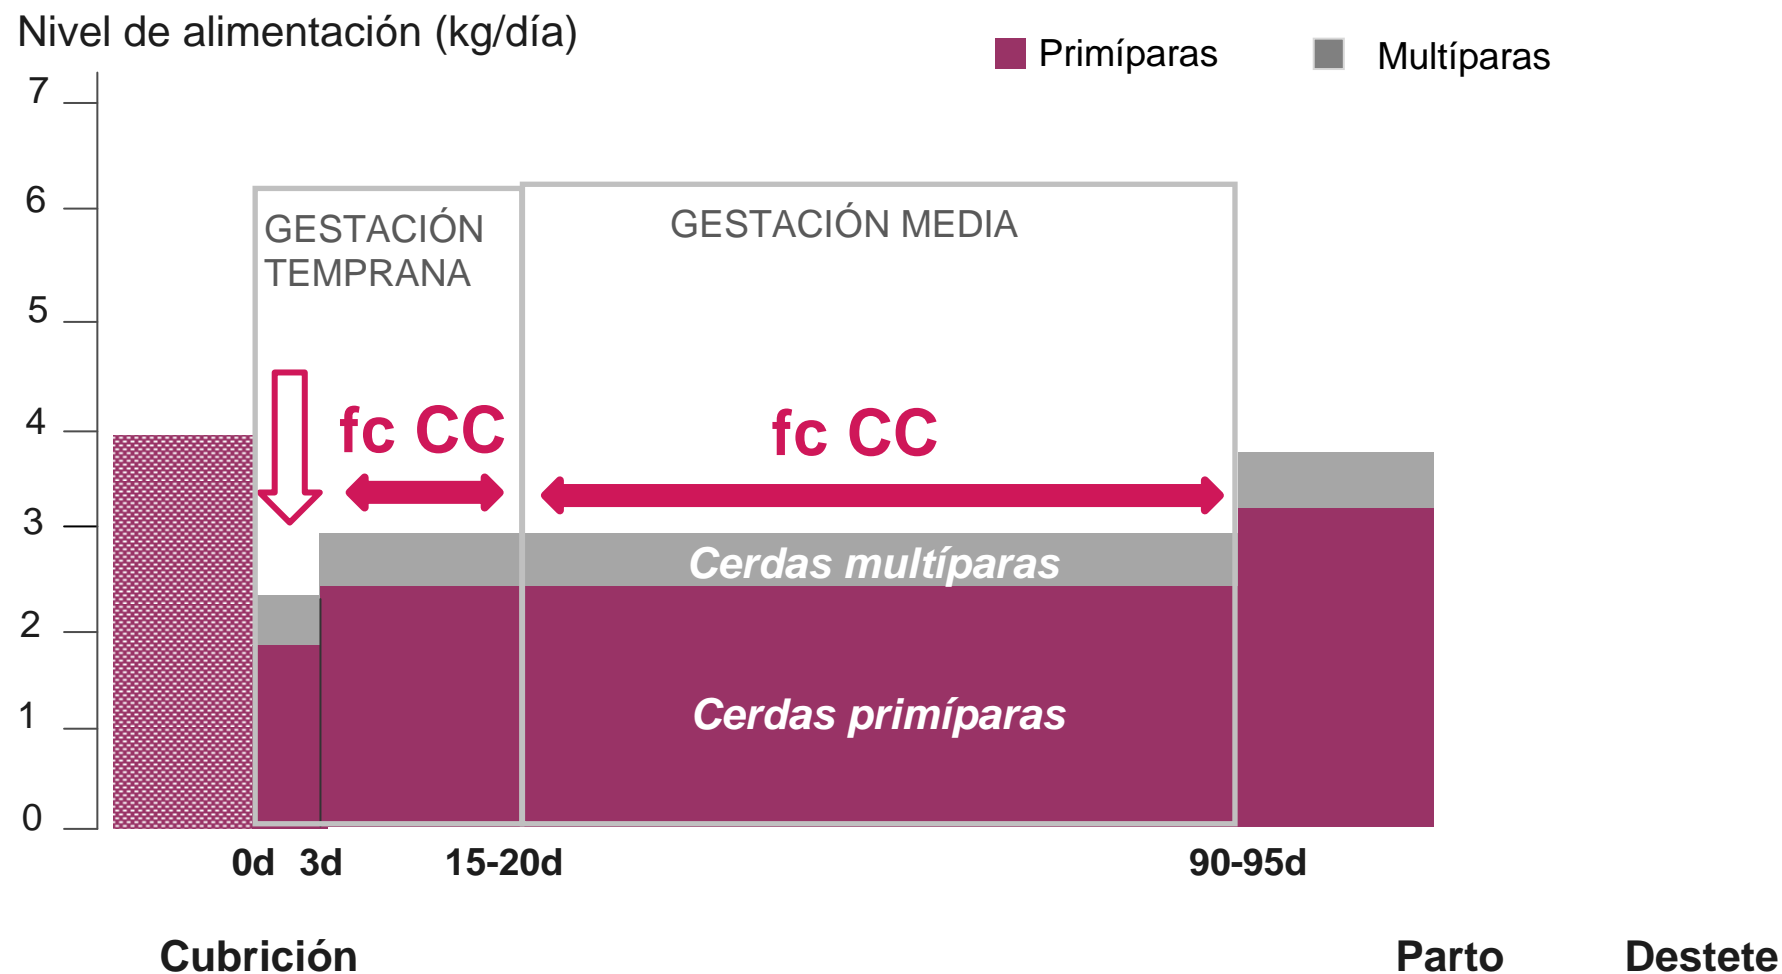 Nivel de alimentación (kg/día)
Primíparas
Multíparas
7
6
5
4
3
2
1
0
GESTACIÓN
TEMPRANA
GESTACIÓN MEDIA
fc CC
fc CC
Cerdas multíparas
Cerdas primíparas
0d 3d 15-20d 90-95d
Cubrición Parto Destete